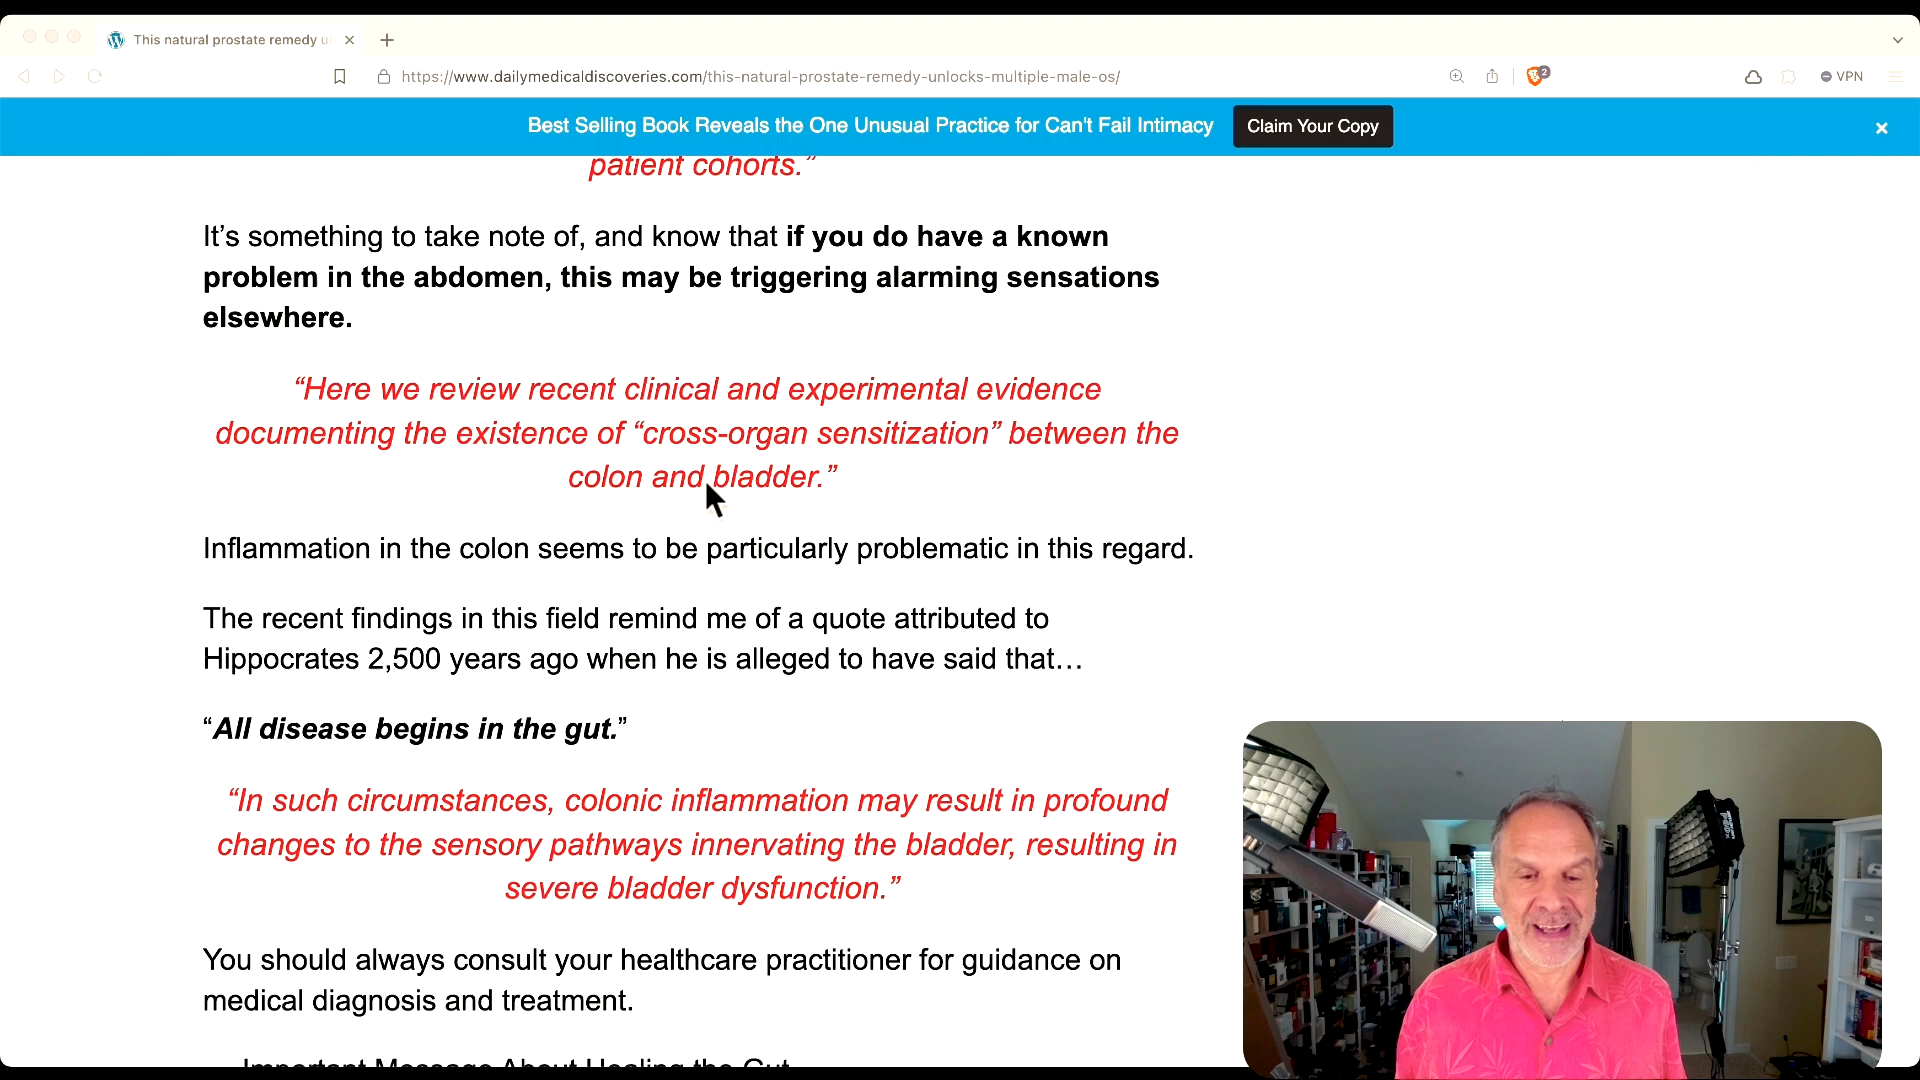 This natural prostate remedy u
https://www.dailymedicaldiscoveries.com/this-natural-prostate-remedy-unlocks-multiple-male-os/
2
VPN
Best Selling Book Reveals the One Unusual Practice for Can't Fail Intimacy
Claim Your Copy
patient cohorts.”
It’s something to take note of, and know that if you do have a known
problem in the abdomen, this may be triggering alarming sensations
elsewhere.
“Here we review recent clinical and experimental evidence
documenting the existence of “cross-organ sensitization” between the
colon and bladder.”
Inflammation in the colon seems to be particularly problematic in this regard.
The recent findings in this field remind me of a quote attributed to
Hippocrates 2,500 years ago when he is alleged to have said that…
“All disease begins in the gut.”
“In such circumstances, colonic inflammation may result in profound
changes to the sensory pathways innervating the bladder, resulting in
severe bladder dysfunction.”
You should always consult your healthcare practitioner for guidance on
medical diagnosis and treatment.
Important Message About Healing the Gut